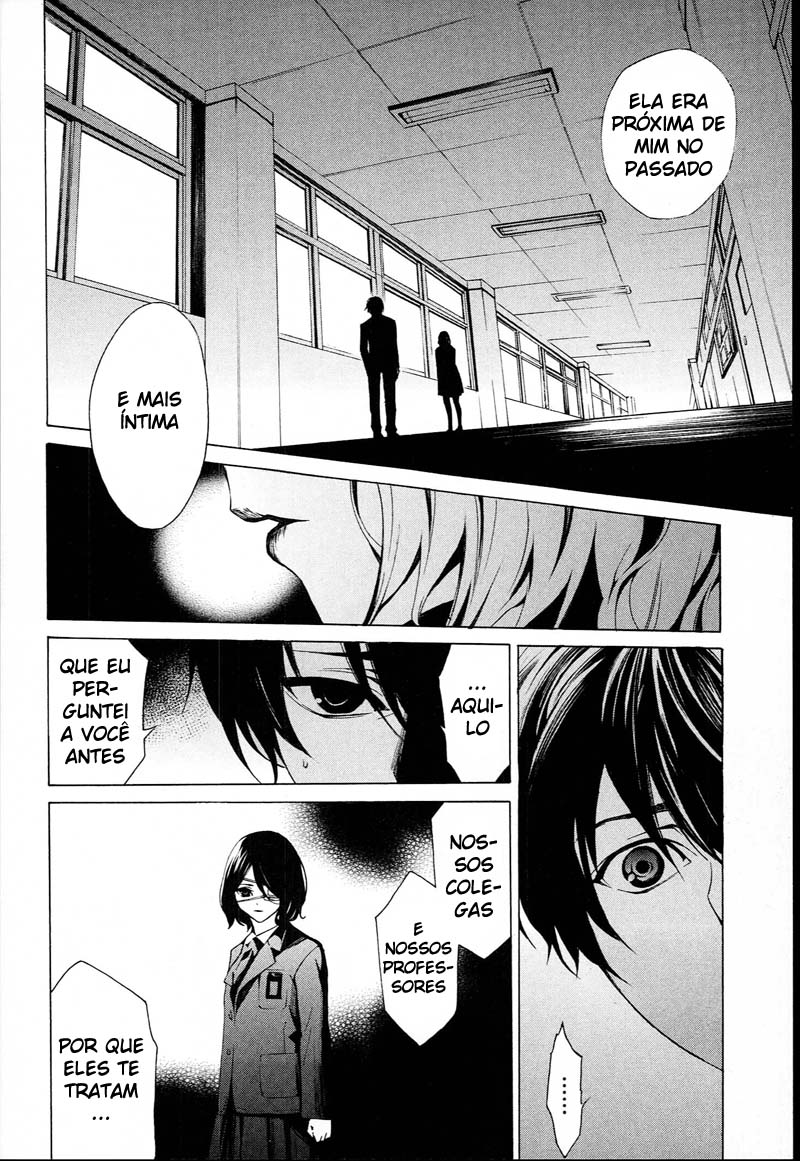 ELA ERA
PRÓXIMA DE
MIM NO
PASSADO
E MAIS
ÍNTIMA
......
...
AQUI-
LO
QUE EU
PER-
GUNTEI
A VOCÊ
ANTES
NOS-
SOS
COLE-
GAS
E
NOSSOS
PROFES-
SORES
POR QUE
ELES TE
TRATAM
...